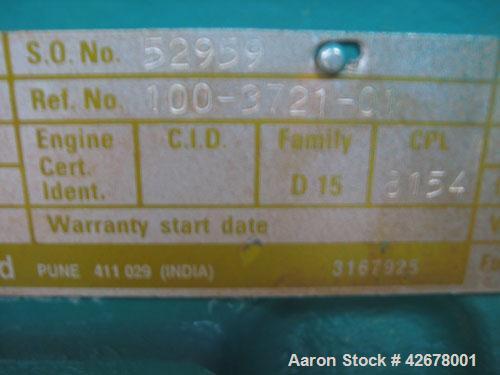 S.O. No. 52959
Ref. No. 100-3721-01
Engine Cert. Ident.
C.I.D.
Family D 15
CPL 3154
Warranty start date
d PUNE 411 029 (INDIA) 3167925
Aaron Stock # 42678001